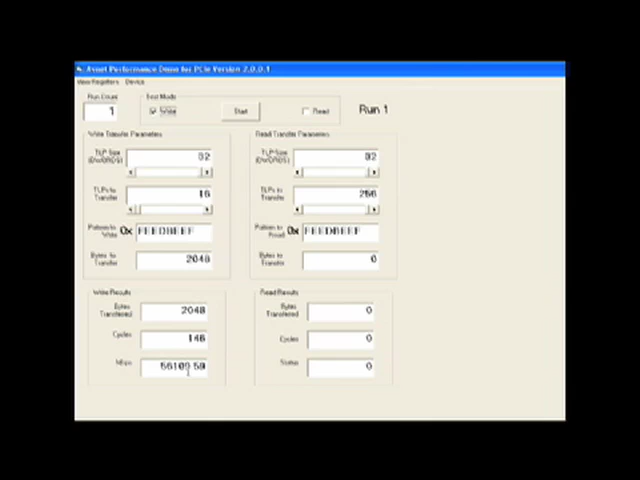 Avnet Performance Demo for PCIe Version 2.0.0.1
View Registers Device
Run Count
1
Test Mode
Write
Start
Read
Run 1
Write Transfer Parameters
TLP Size
(DWORDS)
32
TLPs to
Transfer
16
Pattern to
Write
0x
FEEDBEEF
Bytes to
Transfer
2048
Read Transfer Parameters
TLP Size
(DWORDS)
32
TLPs to
Transfer
256
Pattern to
Read
0x
FEEDBEEF
Bytes to
Transfer
0
Write Results
Bytes
Transferred
2048
Cycles
146
Mbps
Read Results
Bytes
Transferred
0
Cycles
0
Status
0